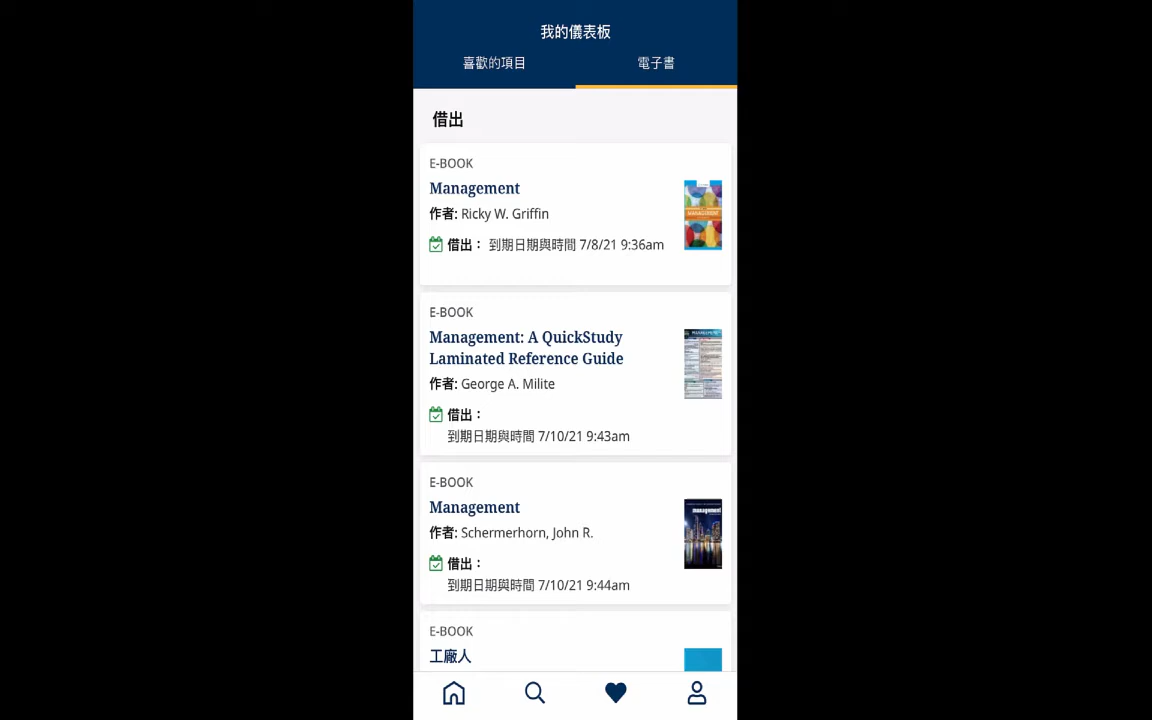 我的儀表板
喜歡的項目
電子書
借出
E-BOOK
Management
作者: Ricky W. Griffin
借出： 到期日期與時間 7/8/21 9:36am
MANAGEMENT
E-BOOK
Management: A QuickStudy
Laminated Reference Guide
作者: George A. Milite
借出：
到期日期與時間 7/10/21 9:43am
MANAGEMENT
E-BOOK
Management
作者: Schermerhorn, John R.
借出：
到期日期與時間 7/10/21 9:44am
management
E-BOOK
工廠人